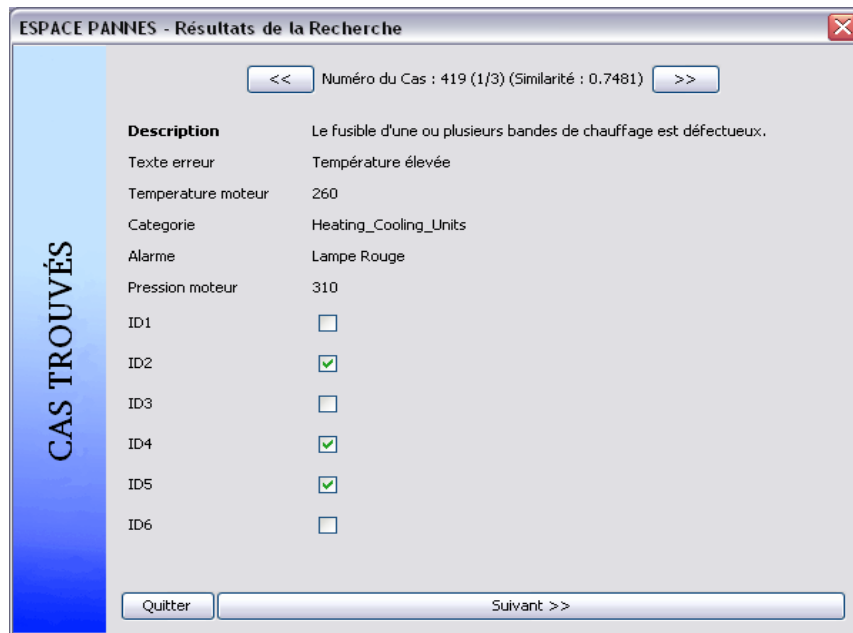 ESPACE PANNES - Résultats de la Recherche
<< Numéro du Cas : 419 (1/3) (Similarité : 0.7481) >>
CAS TROUVÉS
Description Le fusible d'une ou plusieurs bandes de chauffage est défectueux.
Texte erreur Température élevée
Temperature moteur 260
Categorie Heating_Cooling_Units
Alarme Lampe Rouge
Pression moteur 310
ID1
ID2
ID3
ID4
ID5
ID6
Quitter Suivant >>